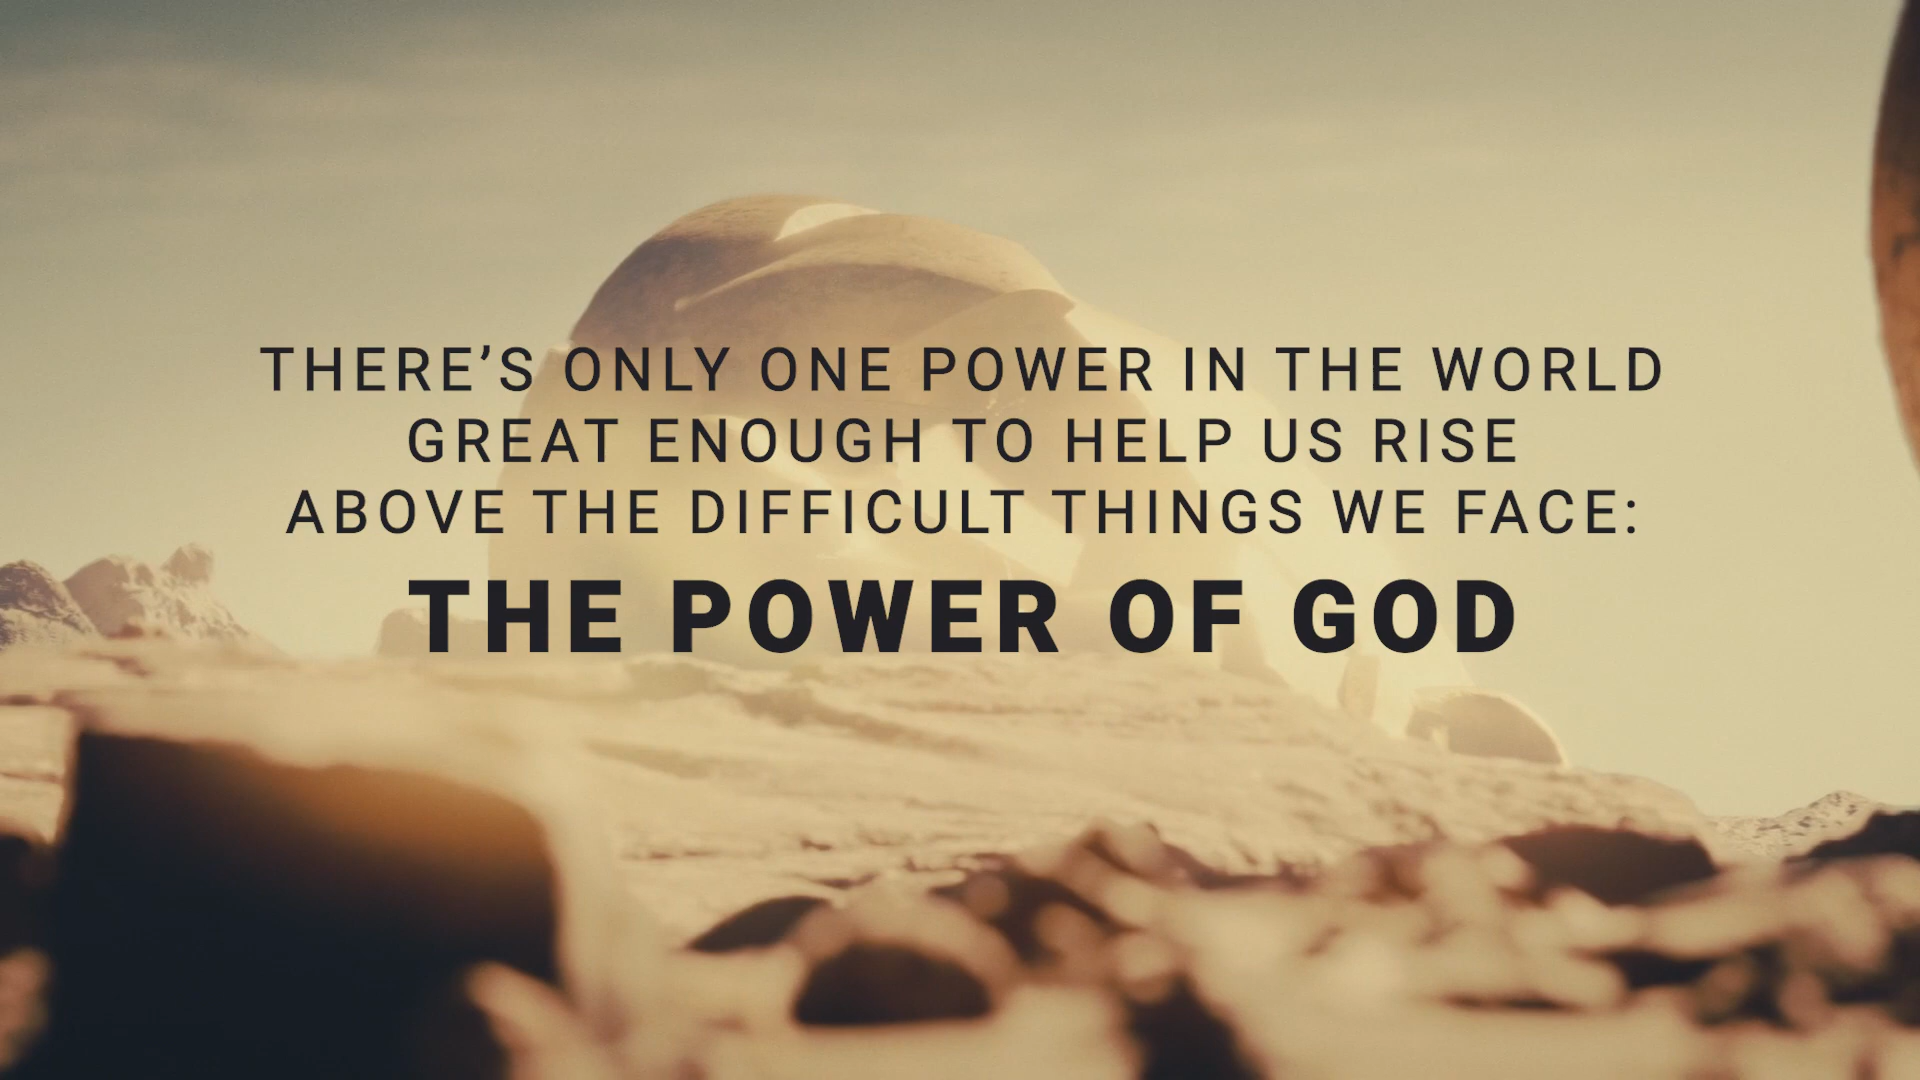 THERE’S ONLY ONE POWER IN THE WORLD
GREAT ENOUGH TO HELP US RISE
ABOVE THE DIFFICULT THINGS WE FACE:
THE POWER OF GOD